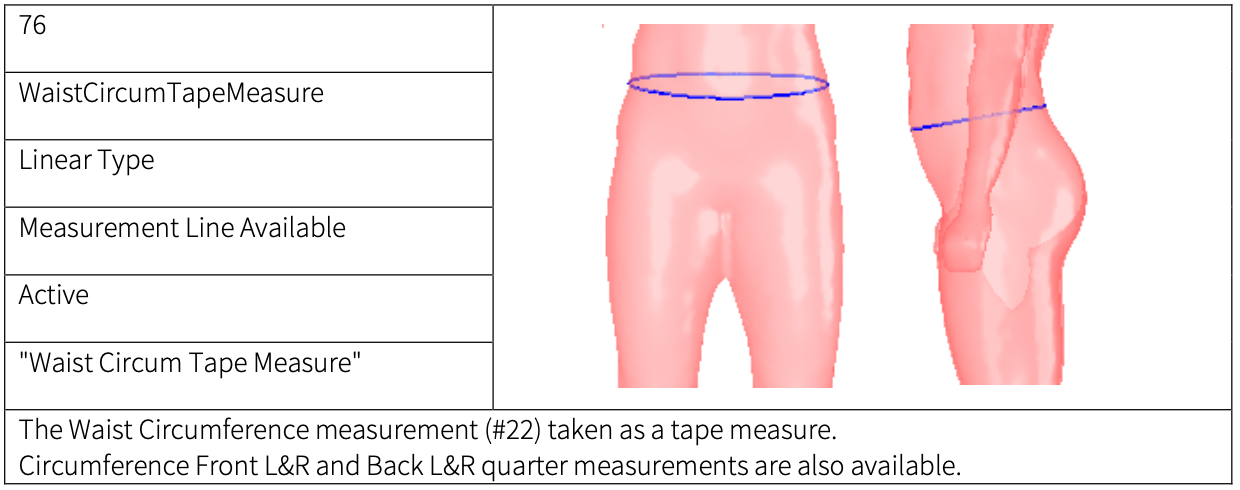 76
WaistCircumTapeMeasure
Linear Type
Measurement Line Available
Active
"Waist Circum Tape Measure"
The Waist Circumference measurement (#22) taken as a tape measure.
Circumference Front L&R and Back L&R quarter measurements are also available.